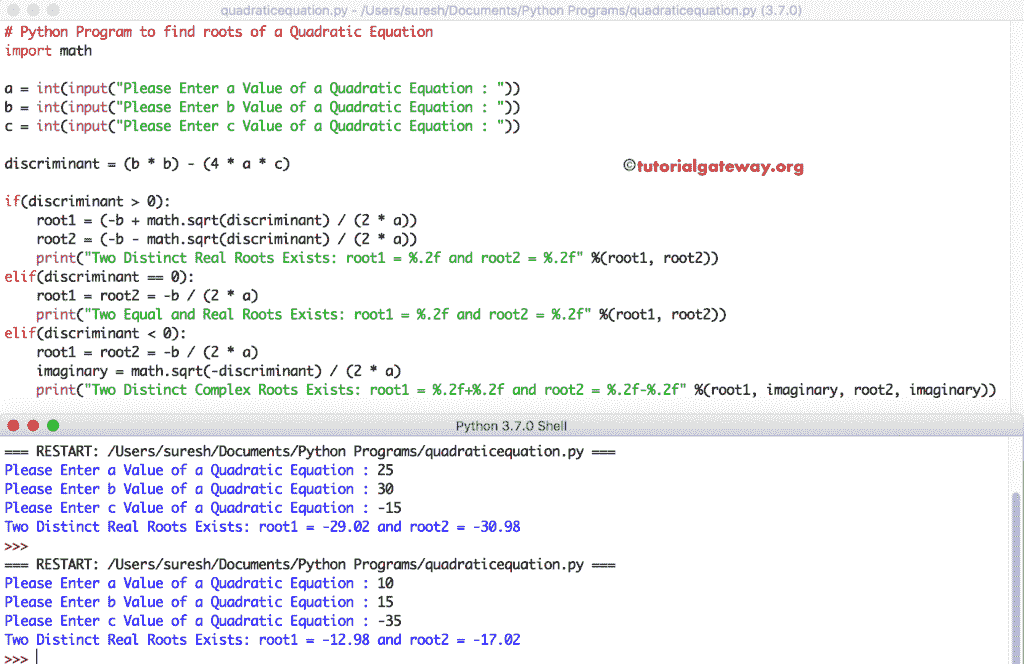 quadraticequation.py - /Users/suresh/Documents/Python Programs/quadraticequation.py (3.7.0)
# Python Program to find roots of a Quadratic Equation
import math
a = int(input("Please Enter a Value of a Quadratic Equation : "))
b = int(input("Please Enter b Value of a Quadratic Equation : "))
c = int(input("Please Enter c Value of a Quadratic Equation : "))
discriminant = (b * b) - (4 * a * c)
©tutorialgateway.org
if(discriminant > 0):
    root1 = (-b + math.sqrt(discriminant) / (2 * a))
    root2 = (-b - math.sqrt(discriminant) / (2 * a))
    print("Two Distinct Real Roots Exists: root1 = %.2f and root2 = %.2f" %(root1, root2))
elif(discriminant == 0):
    root1 = root2 = -b / (2 * a)
    print("Two Equal and Real Roots Exists: root1 = %.2f and root2 = %.2f" %(root1, root2))
elif(discriminant < 0):
    root1 = root2 = -b / (2 * a)
    imaginary = math.sqrt(-discriminant) / (2 * a)
    print("Two Distinct Complex Roots Exists: root1 = %.2f+%.2f and root2 = %.2f-%.2f" %(root1, imaginary, root2, imaginary))
Python 3.7.0 Shell
=== RESTART: /Users/suresh/Documents/Python Programs/quadraticequation.py ===
Please Enter a Value of a Quadratic Equation : 25
Please Enter b Value of a Quadratic Equation : 30
Please Enter c Value of a Quadratic Equation : -15
Two Distinct Real Roots Exists: root1 = -29.02 and root2 = -30.98
>>>
=== RESTART: /Users/suresh/Documents/Python Programs/quadraticequation.py ===
Please Enter a Value of a Quadratic Equation : 10
Please Enter b Value of a Quadratic Equation : 15
Please Enter c Value of a Quadratic Equation : -35
Two Distinct Real Roots Exists: root1 = -12.98 and root2 = -17.02
>>>